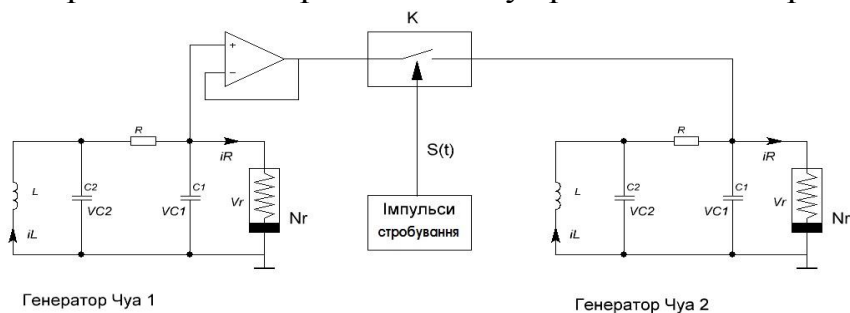 K
+
−
S(t)
Імпульси
стробування
R
iR
L
C2
VC2
C1
VC1
Vr
Nr
iL
Генератор Чуа 1
R
iR
L
C2
VC2
C1
VC1
Vr
Nr
iL
Генератор Чуа 2